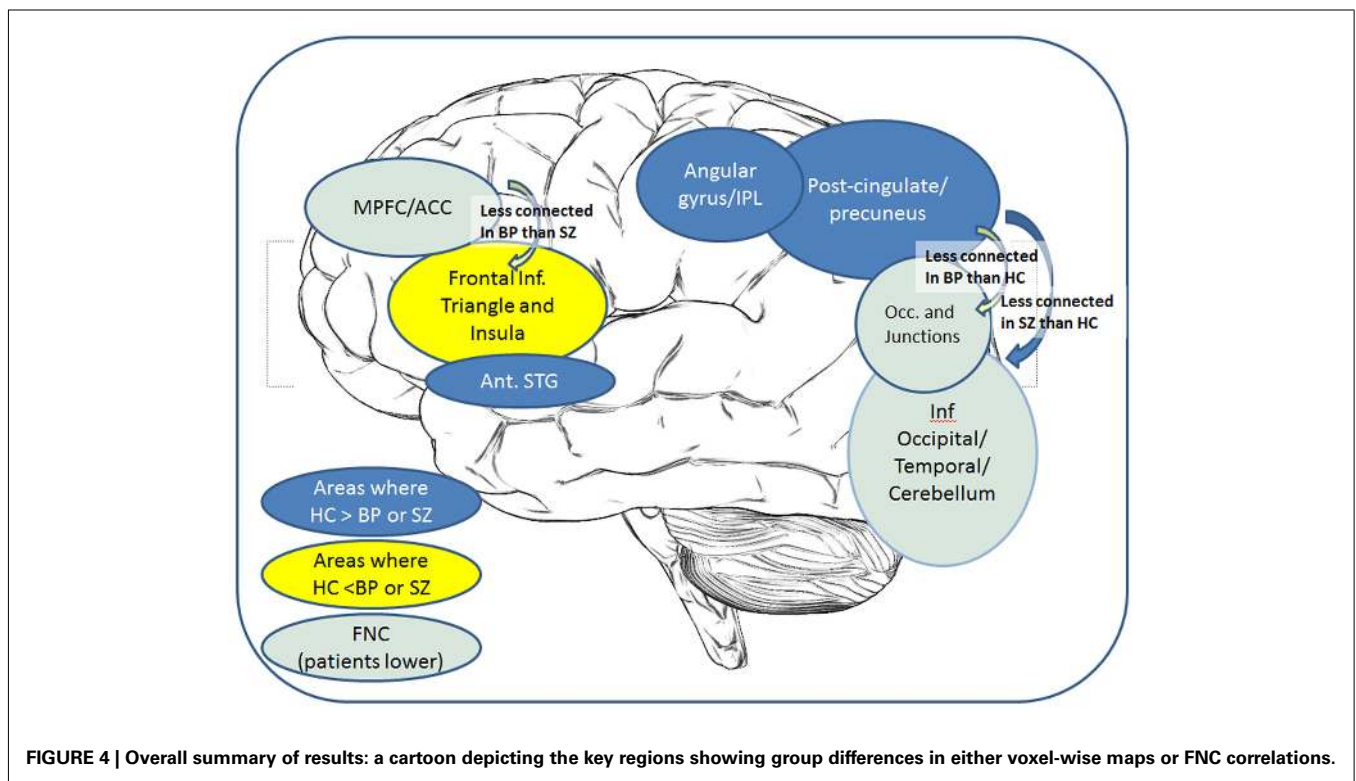 MPFC/ACC
Less connected
In BP than SZ
Frontal Inf.
Triangle and
Insula
Ant. STG
Angular
gyrus/IPL
Post-cingulate/
precuneus
Less connected
In BP than HC
Less connected
in SZ than HC
Occ. and
Junctions
Inf
Occipital/
Temporal/
Cerebellum
Areas where
HC > BP or SZ
Areas where
HC <BP or SZ
FNC
(patients lower)
FIGURE 4 | Overall summary of results: a cartoon depicting the key regions showing group differences in either voxel-wise maps or FNC correlations.